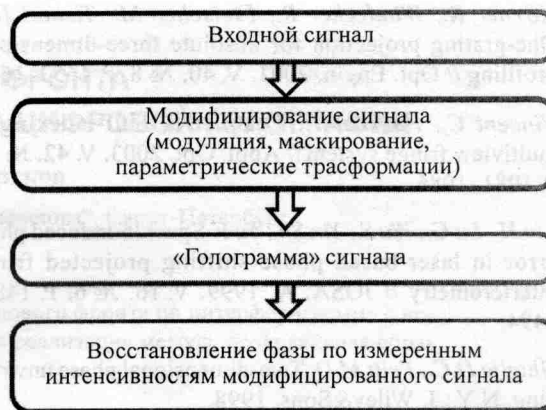 Входной сигнал
Модифицирование сигнала
(модуляция, маскирование,
параметрические трасформации)
«Голограмма» сигнала
Восстановление фазы по измеренным
интенсивностям модифицированного сигнала